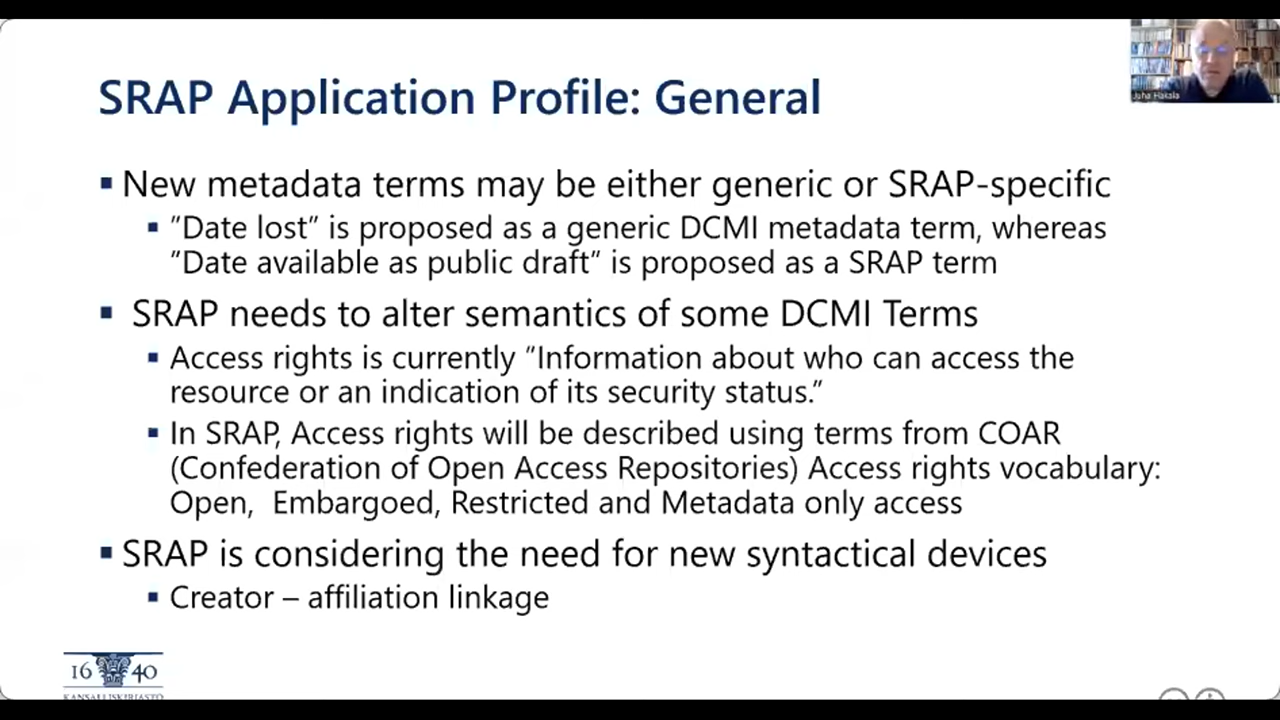 SRAP Application Profile: General
Juha Hakala
▪ New metadata terms may be either generic or SRAP-specific
▪ ”Date lost” is proposed as a generic DCMI metadata term, whereas
”Date available as public draft” is proposed as a SRAP term
▪ SRAP needs to alter semantics of some DCMI Terms
▪ Access rights is currently ”Information about who can access the
resource or an indication of its security status.”
▪ In SRAP, Access rights will be described using terms from COAR
(Confederation of Open Access Repositories) Access rights vocabulary:
Open, Embargoed, Restricted and Metadata only access
▪ SRAP is considering the need for new syntactical devices
▪ Creator – affiliation linkage
16 40
KANSALLISKIRJASTO